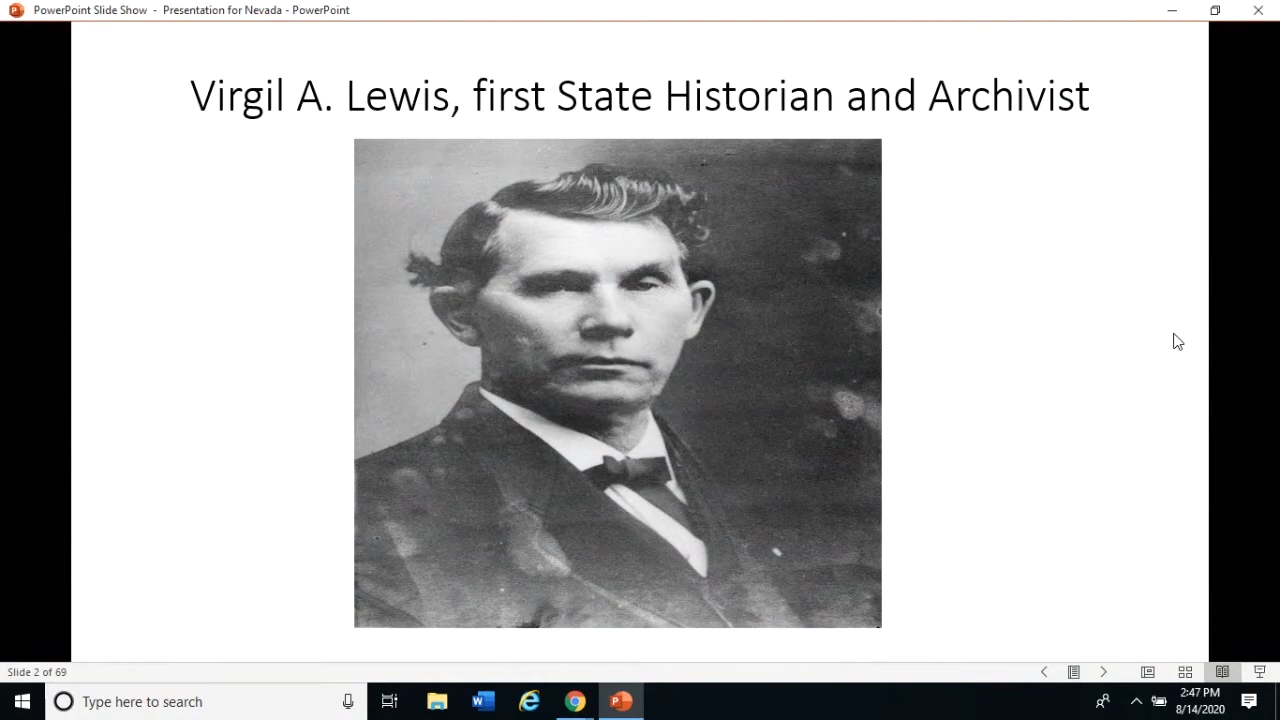 PowerPoint Slide Show - Presentation for Nevada - PowerPoint
Virgil A. Lewis, first State Historian and Archivist
Slide 2 of 69
Type here to search
2:47 PM
8/14/2020